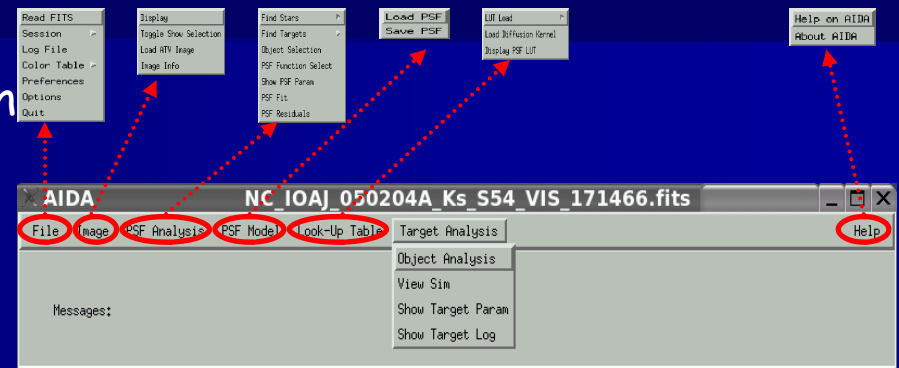 Read FITS
Session
Log File
Color Table
Preferences
Options
Quit
Display
Toggle Show Selection
Load ATV Image
Image Info
Find Stars
Find Targets
Object Selection
PSF Function Select
Show PSF Param
PSF Fit
PSF Residuals
Load PSF
Save PSF
LUT Load
Load Diffusion Kernel
Display PSF LUT
Help on AIDA
About AIDA
AIDA NC_IOAJ_050204A_Ks_S54_VIS_171466.fits
File Image PSF Analysis PSF Model Look-Up Table Target Analysis Help
Object Analysis
View Sim
Show Target Param
Show Target Log
Messages: